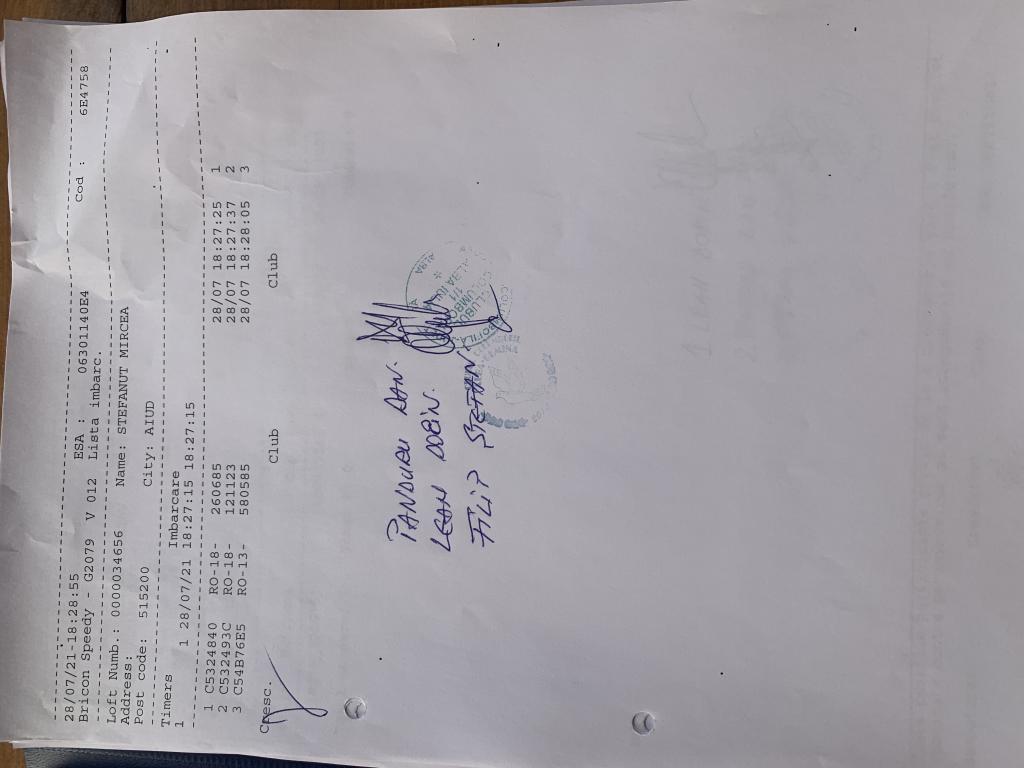 28/07/21-18:28:55
Bricon Speedy - G2079 V 012 ESA : 06301140E4 Cod : 6E4758
Lista imbarc.
Loft Numb.: 0000034656 Name: STEFANUT MIRCEA
Address:
Post code: 515200 City: AIUD
Timers Imbarcare
1 1 28/07/21 18:27:15 18:27:15
1 C5324840 RO-18- 260685 28/07 18:27:25 1
2 C532493C RO-18- 121123 28/07 18:27:37 2
3 C54B76E5 RO-13- 580585 28/07 18:28:05 3
Cresc. Club Club
PANDURU DAN.
LEAN DORIN.
FILIP STEFAN